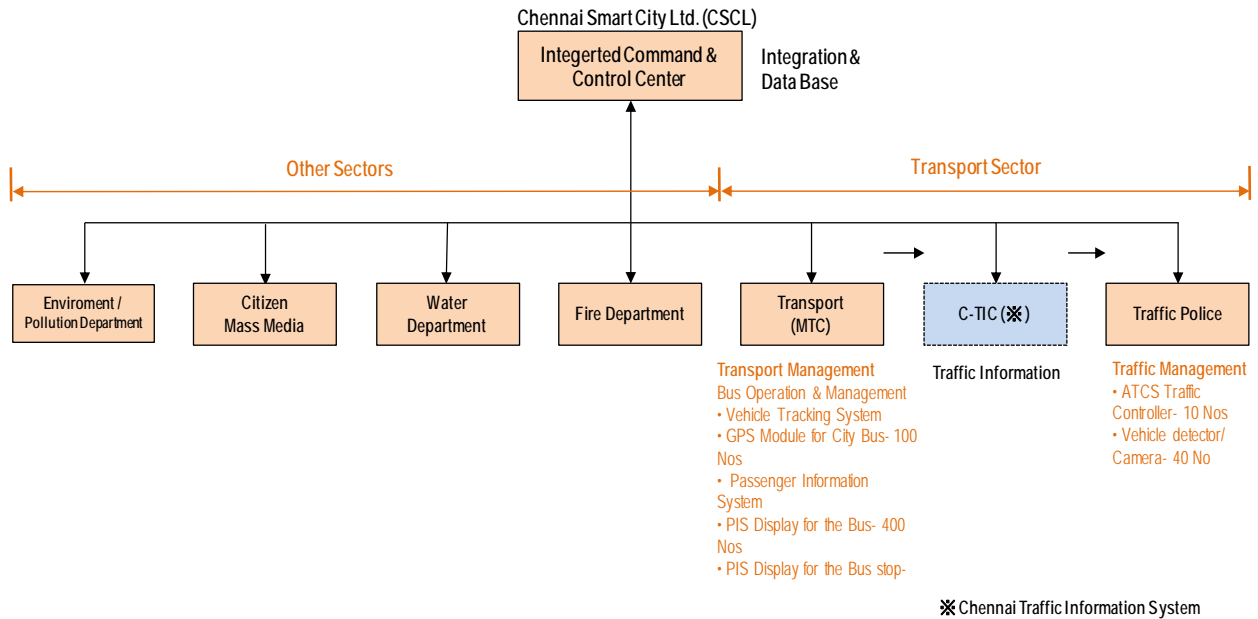 Chennai Smart City Ltd. (CSCL)
Integerted Command &
Control Center
Integration &
Data Base
Other Sectors
Transport Sector
Enviroment /
Pollution Department
Citizen
Mass Media
Water
Department
Fire Department
Transport
(MTC)
C-TIC (※)
Traffic Police
Transport Management
Bus Operation & Management
• Vehicle Tracking System
• GPS Module for City Bus- 100
Nos
• Passenger Information
System
• PIS Display for the Bus- 400
Nos
• PIS Display for the Bus stop-
Traffic Information
Traffic Management
• ATCS Traffic
Controller- 10 Nos
• Vehicle detector/
Camera- 40 No
※ Chennai Traffic Information System